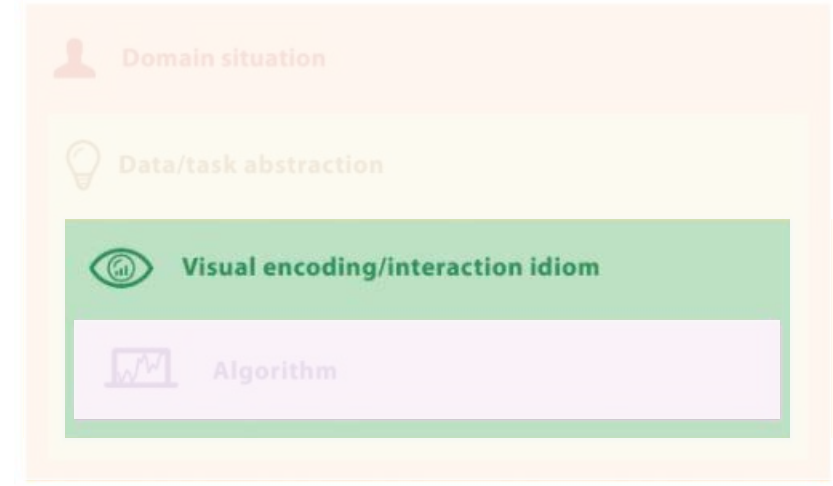 Domain situation
Data/task abstraction
Visual encoding/interaction idiom
Algorithm